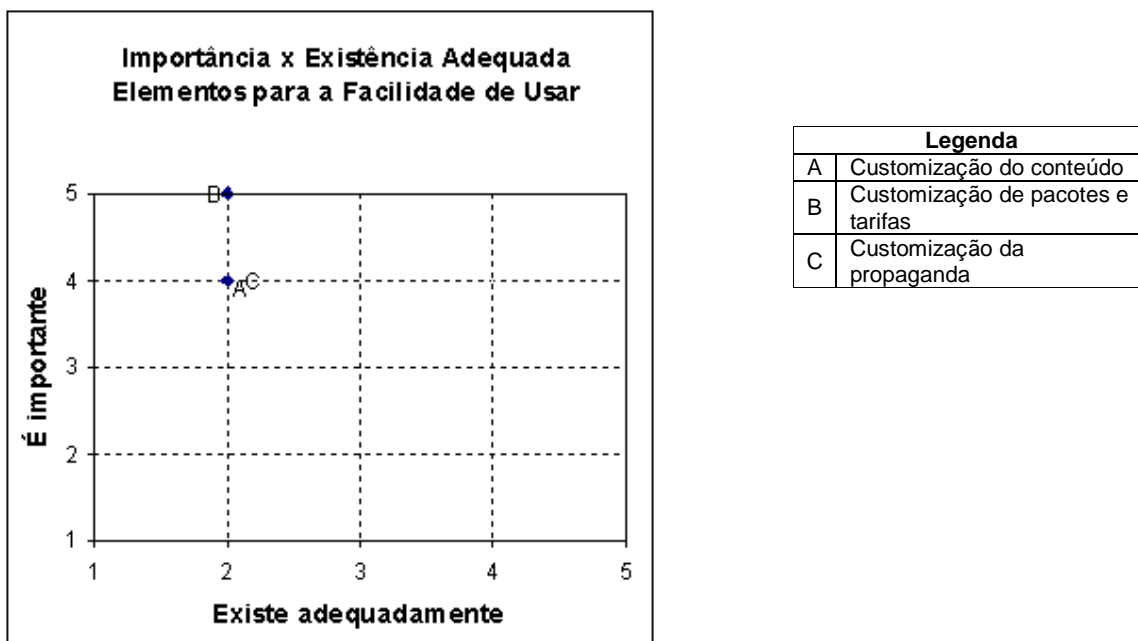 Importância x Existência Adequada
Elementos para a Facilidade de Usar
5
B
4
A
C
3
2
1
É importante
1 2 3 4 5
Existe adequadamente
Legenda
A Customização do conteúdo
B Customização de pacotes e
tarifas
C Customização da
propaganda